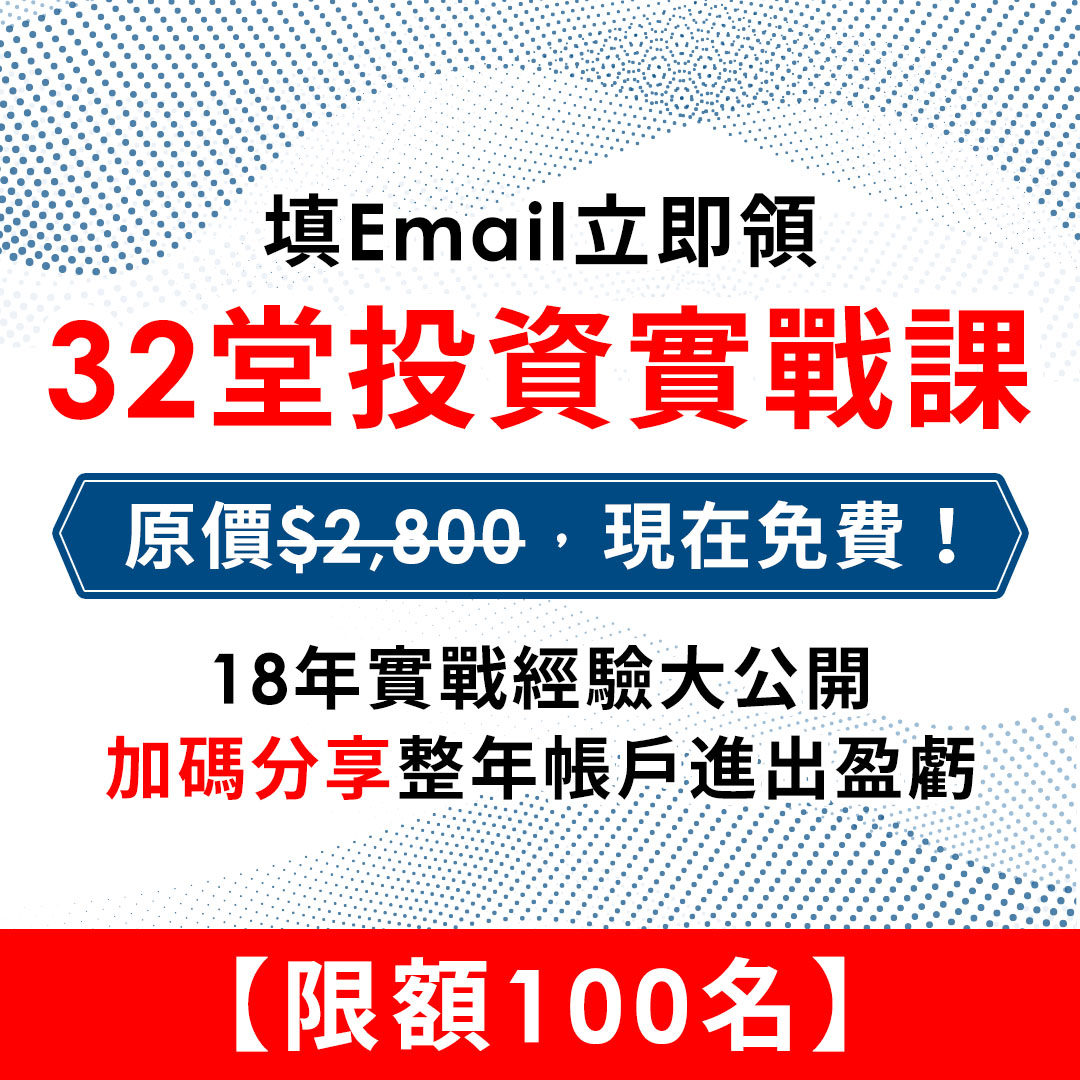 填Email立即領
32堂投資實戰課
原價$2,800，現在免費！
18年實戰經驗大公開
加碼分享整年帳戶進出盈虧
【限額100名】